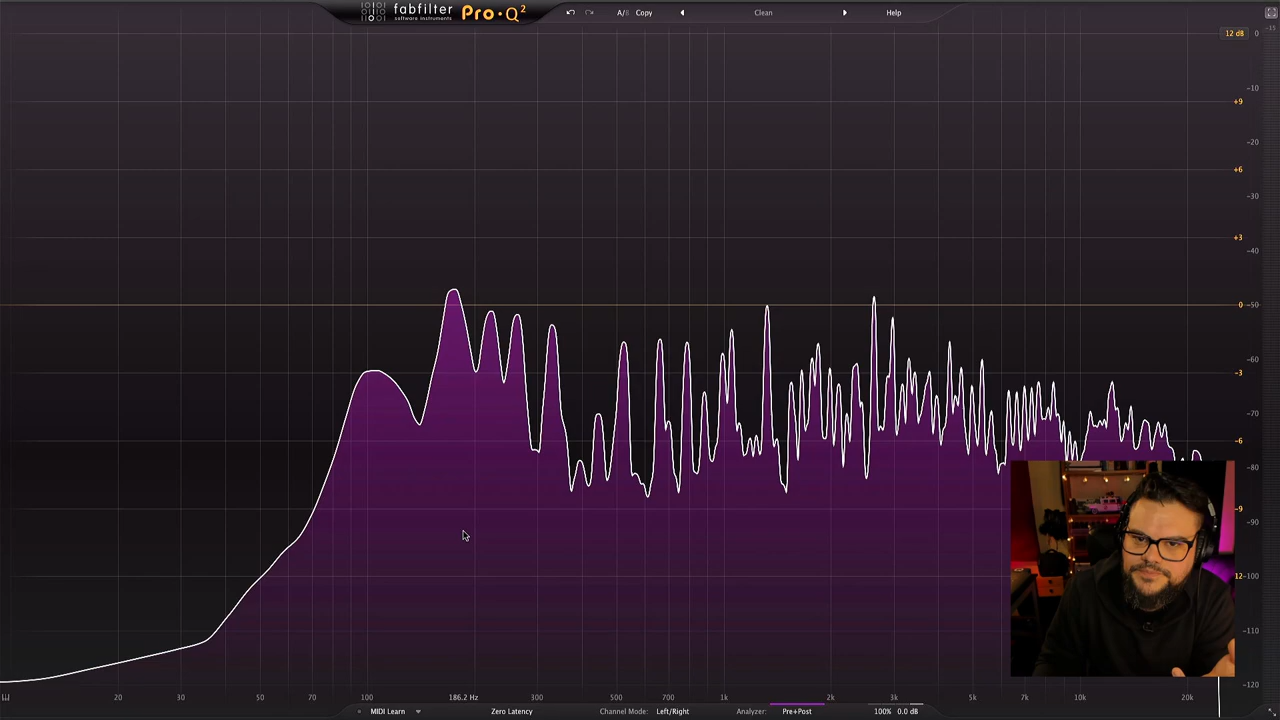 fabfilter
software instruments
Pro·Q²
A/B Copy
Clean
Help
12 dB
0
-10
+9
-20
+6
-30
+3
-40
0
-50
-60
-3
-70
-6
-80
-9
-90
12
-100
-110
-120
20
30
50
70
100
186.2 Hz
300
500
700
1k
2k
3k
5k
7k
10k
20k
MIDI Learn
Zero Latency
Channel Mode: Left/Right
Analyzer: Pre+Post
100% 0.0 dB